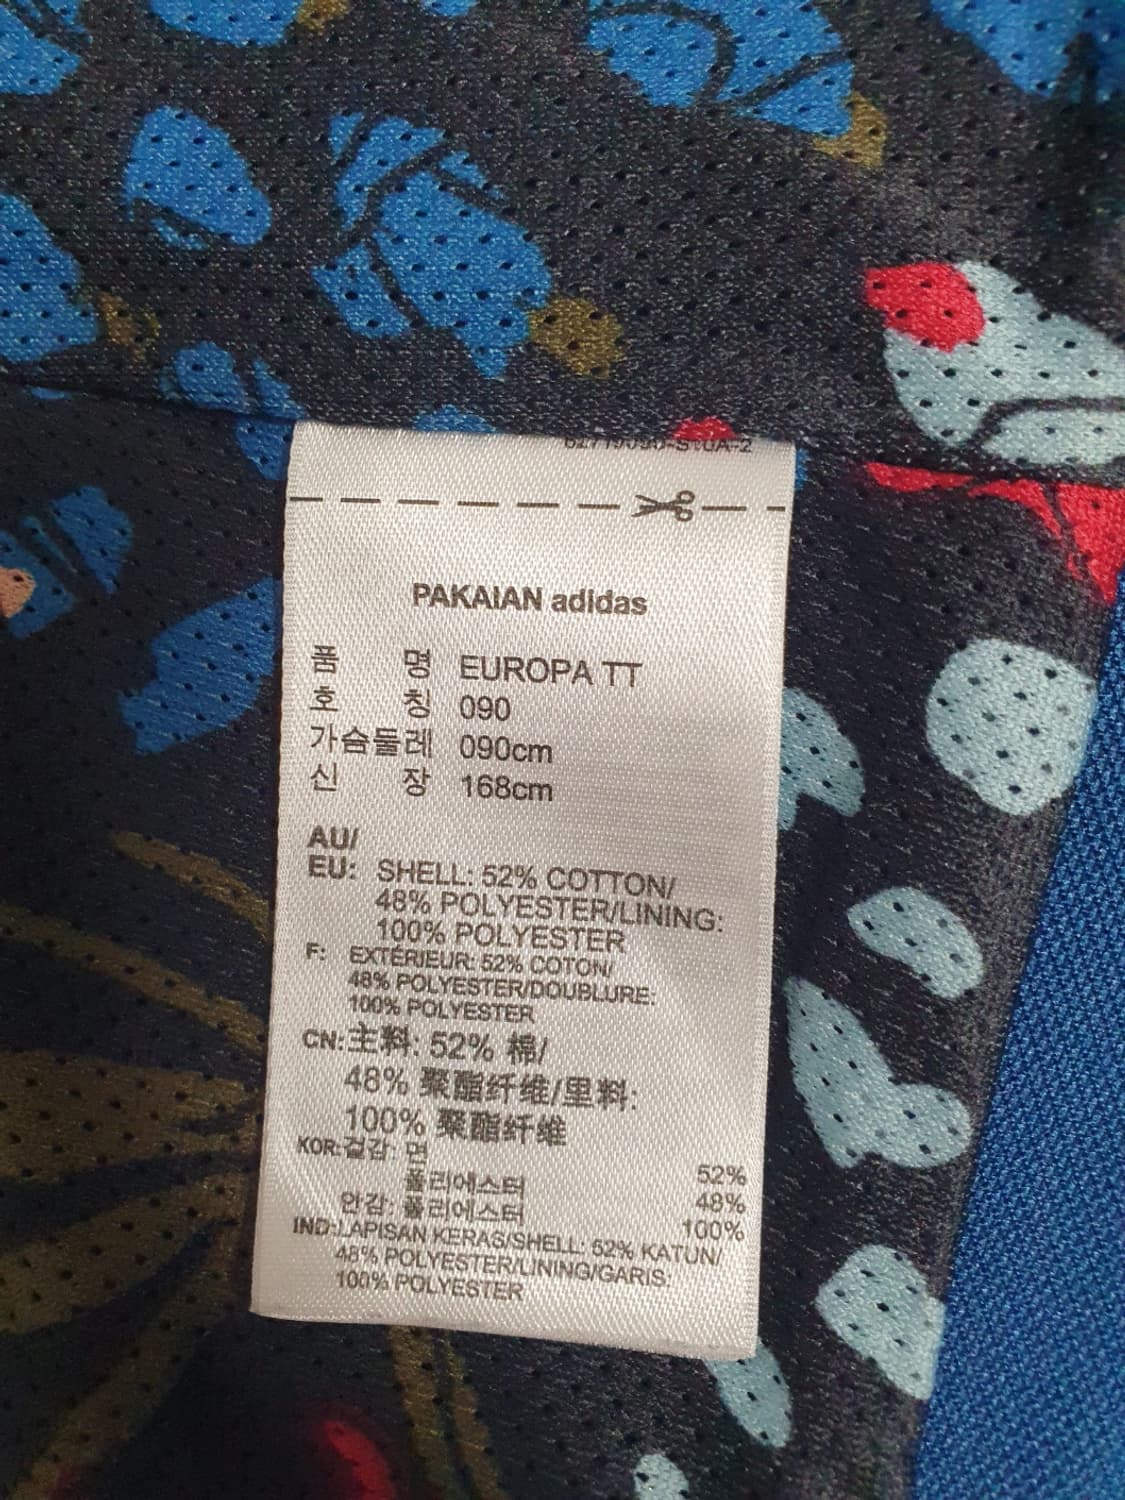 PAKAIAN adidas
품 명 EUROPA TT
호 칭 090
가슴둘레 090cm
신 장 168cm
AU/
EU: SHELL: 52% COTTON/
48% POLYESTER/LINING:
100% POLYESTER
F: EXTÉRIEUR: 52% COTON/
48% POLYESTER/DOUBLURE:
100% POLYESTER
CN:主料: 52% 棉/
48% 聚酯纤维/里料:
100% 聚酯纤维
KOR:겉감: 면 52%
폴리에스터 48%
안감: 폴리에스터 100%
IND:LAPISAN KERAS/SHELL: 52% KATUN/
48% POLYESTER/LINING/GARIS:
100% POLYESTER